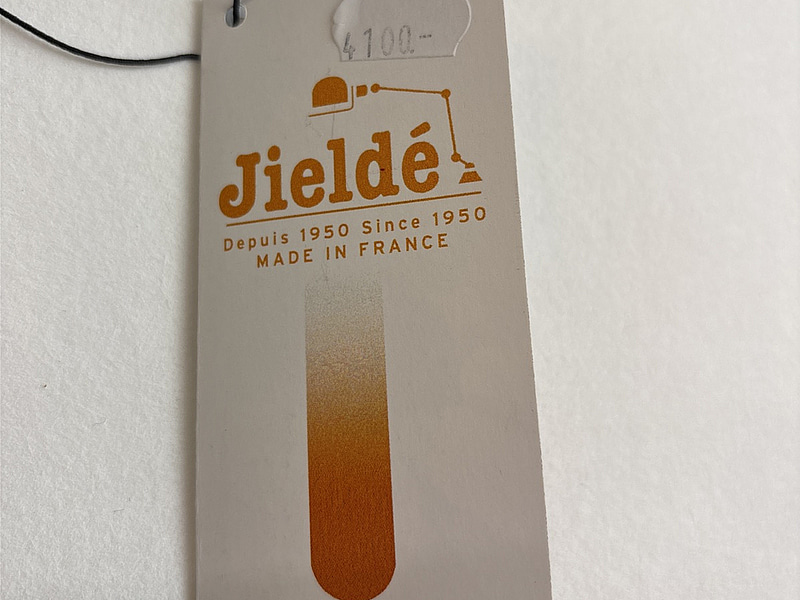 4100.-
Jieldé
Depuis 1950 Since 1950
MADE IN FRANCE